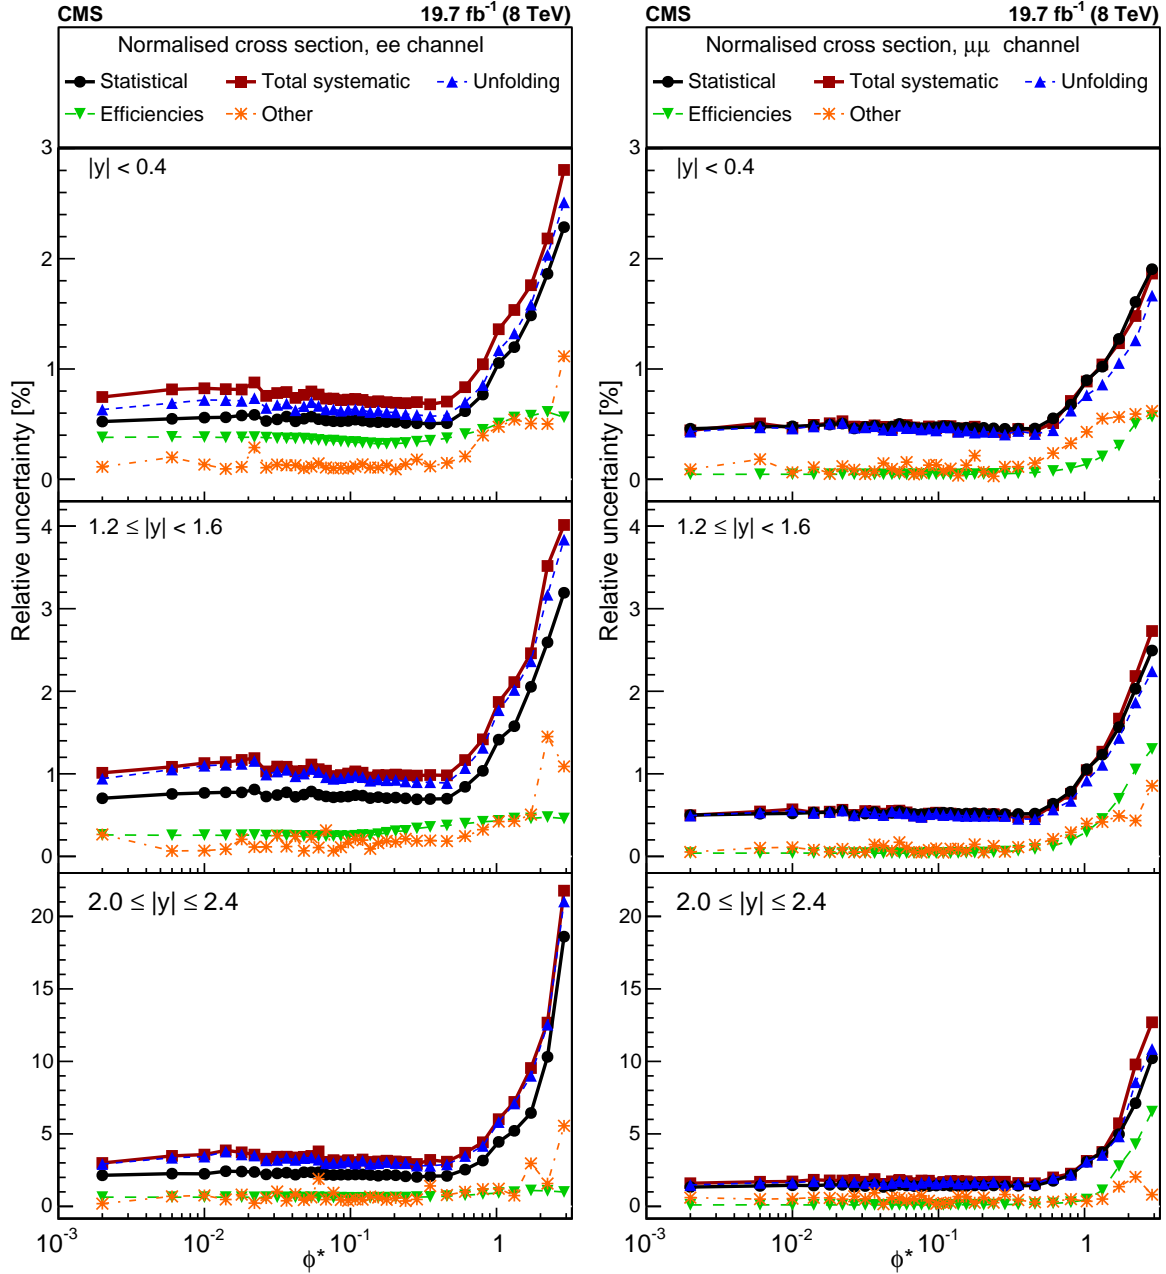 CMS 19.7 fb⁻¹ (8 TeV)
Normalised cross section, ee channel
Statistical Total systematic Unfolding
Efficiencies Other
|y| < 0.4
3
2
1
0
Relative uncertainty [%]
1.2 ≤ |y| < 1.6
4
3
2
1
0
2.0 ≤ |y| ≤ 2.4
20
15
10
5
0
10⁻³ 10⁻² 10⁻¹ 1
ϕ*
CMS 19.7 fb⁻¹ (8 TeV)
Normalised cross section, μμ channel
Statistical Total systematic Unfolding
Efficiencies Other
|y| < 0.4
3
2
1
0
Relative uncertainty [%]
1.2 ≤ |y| < 1.6
4
3
2
1
0
2.0 ≤ |y| ≤ 2.4
20
15
10
5
0
10⁻³ 10⁻² 10⁻¹ 1
ϕ*